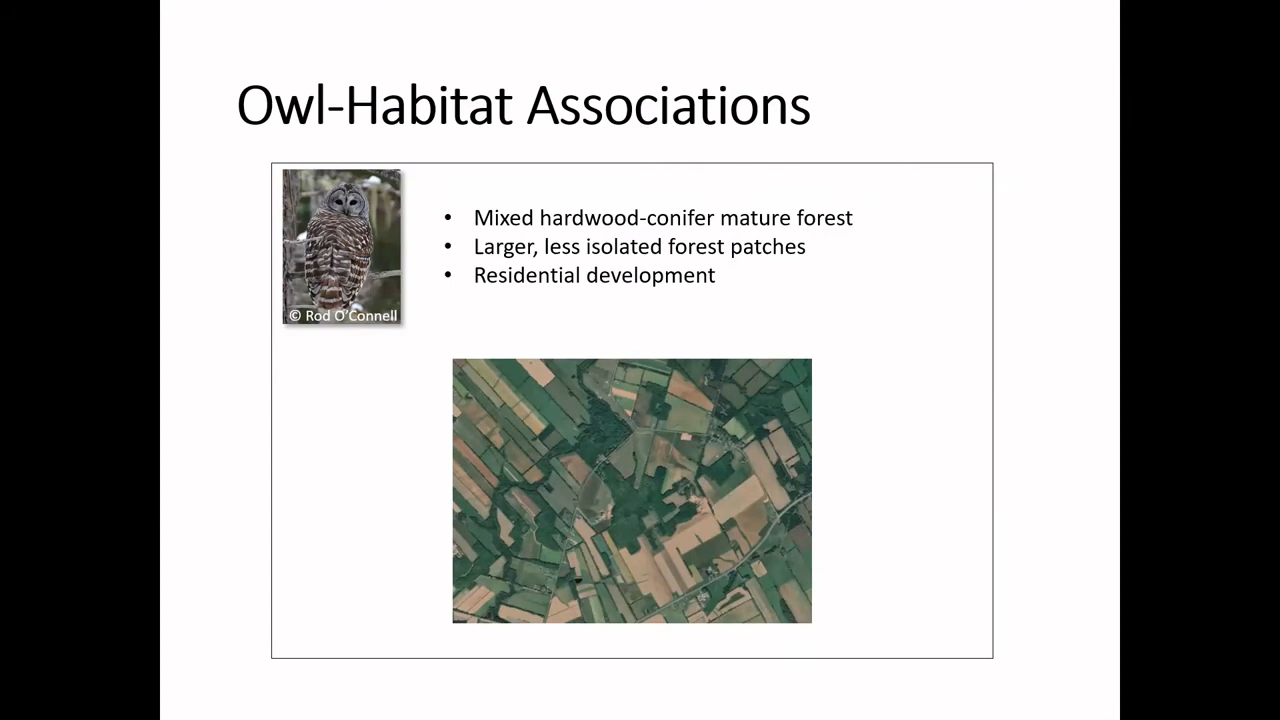 Owl-Habitat Associations
• Mixed hardwood-conifer mature forest
• Larger, less isolated forest patches
• Residential development
© Rod O'Connell